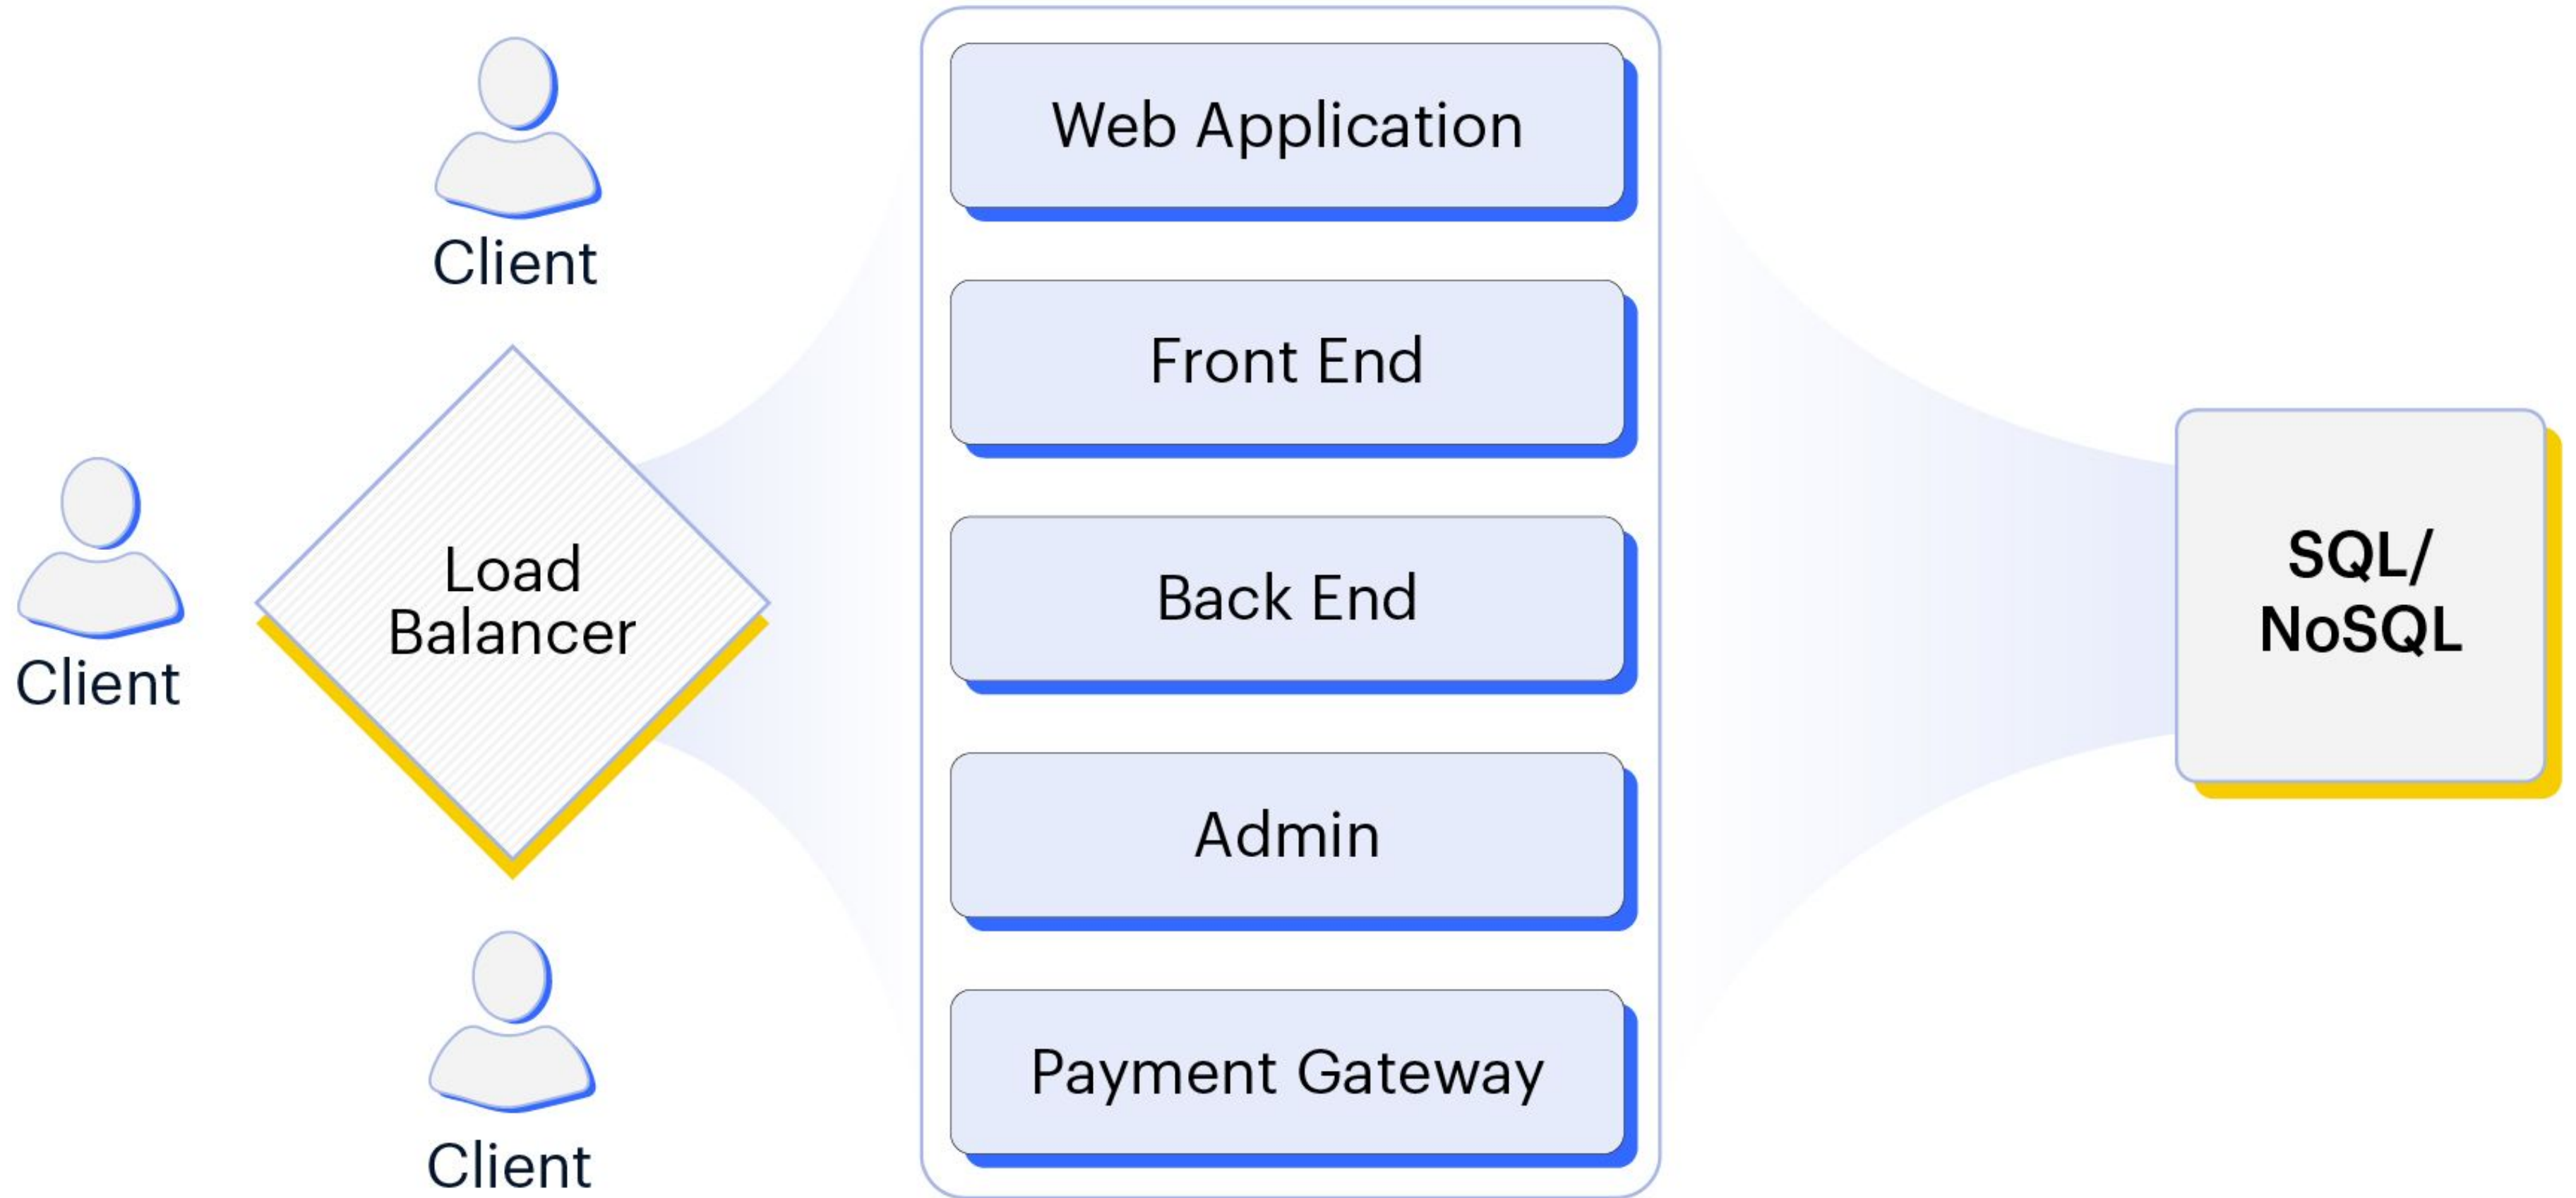 Client
Client
Load
Balancer
Client
Web Application
Front End
Back End
Admin
Payment Gateway
SQL/
NoSQL